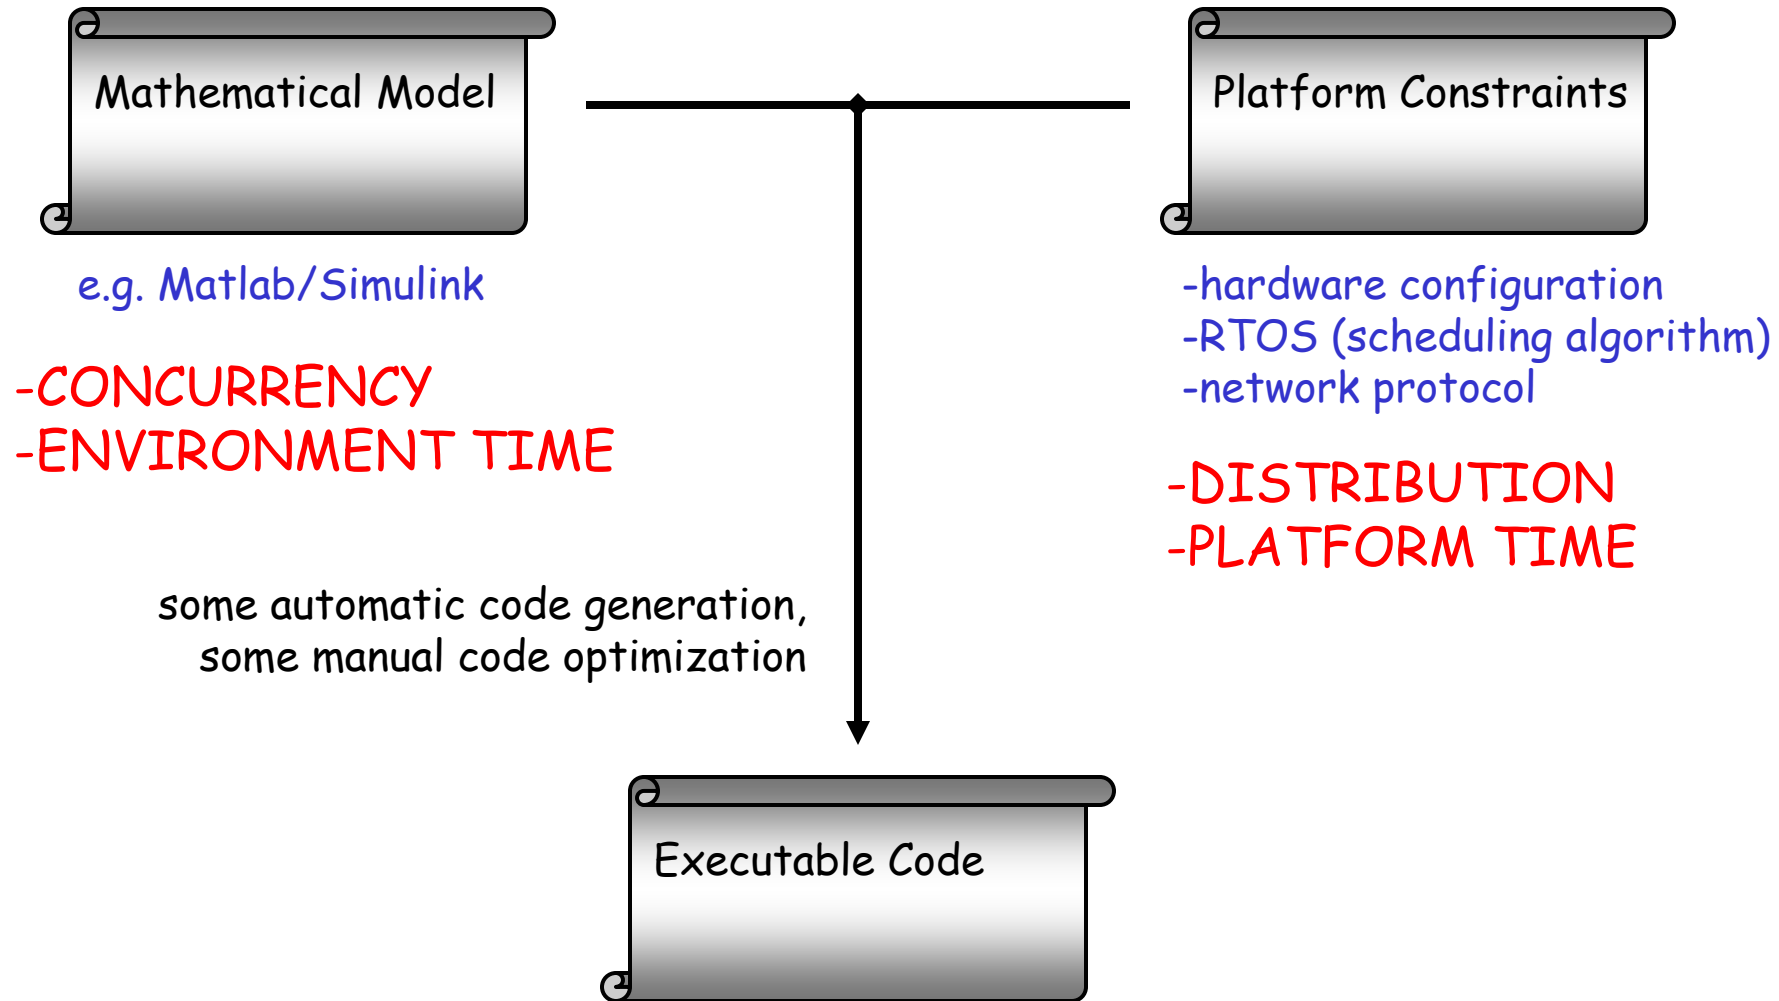 Mathematical Model
Platform Constraints
e.g. Matlab/Simulink
-CONCURRENCY
-ENVIRONMENT TIME
-hardware configuration
-RTOS (scheduling algorithm)
-network protocol
-DISTRIBUTION
-PLATFORM TIME
some automatic code generation,
some manual code optimization
Executable Code